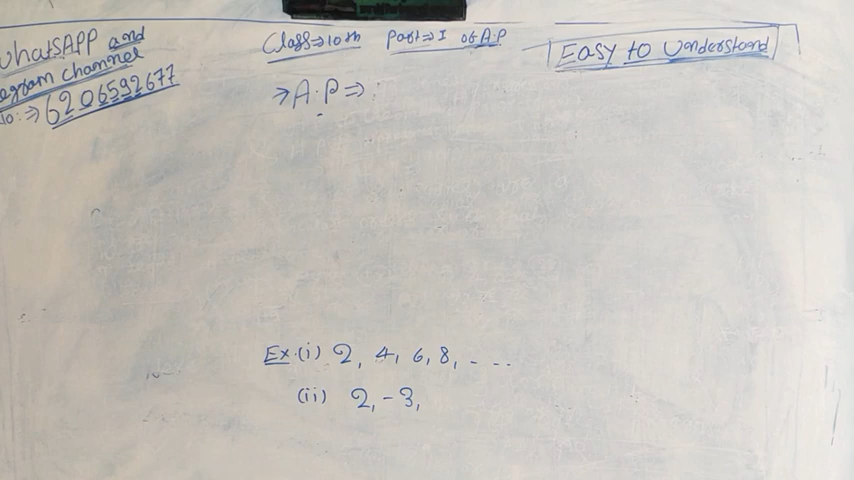 WhatsAPP and
egram channel
No:⇒ 6206592677
Class⇒10th Part⇒I of A.P
Easy to Understand
→A.P⇒
Ex.(i) 2, 4, 6, 8, - ...
(ii) 2, -3,